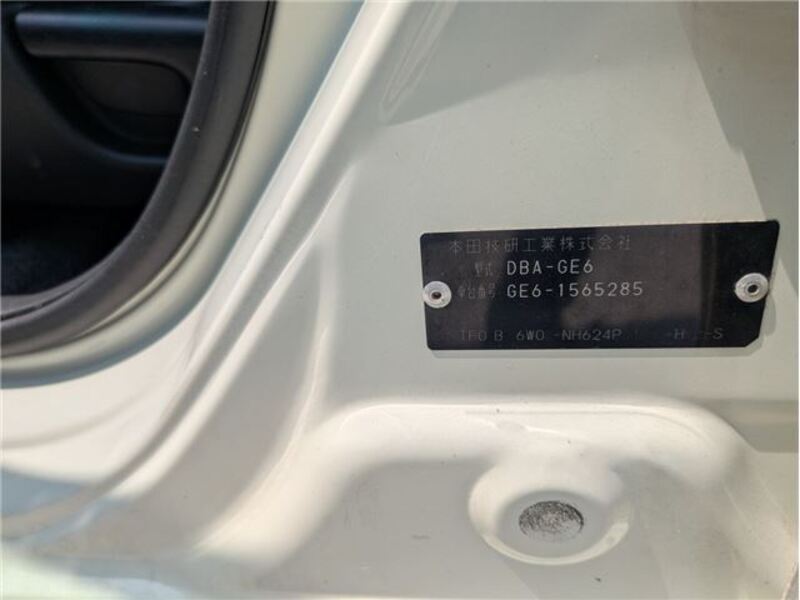 本田技研工業株式会社
型式 DBA-GE6
車台番号 GE6-1565285
TF0 B 6W0 -NH624P -H -S